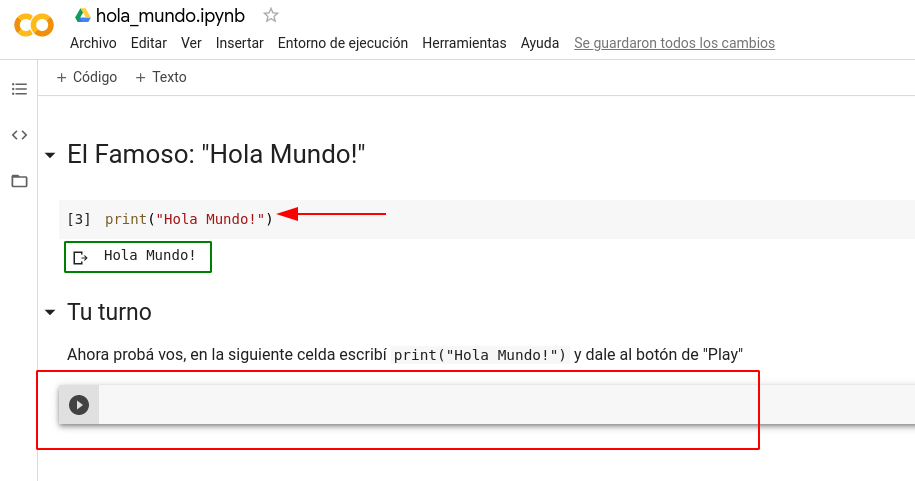 hola_mundo.ipynb
Archivo Editar Ver Insertar Entorno de ejecución Herramientas Ayuda Se guardaron todos los cambios
+ Código + Texto
El Famoso: "Hola Mundo!"
[3] print("Hola Mundo!")
Hola Mundo!
Tu turno
Ahora probá vos, en la siguiente celda escribí print("Hola Mundo!") y dale al botón de "Play"